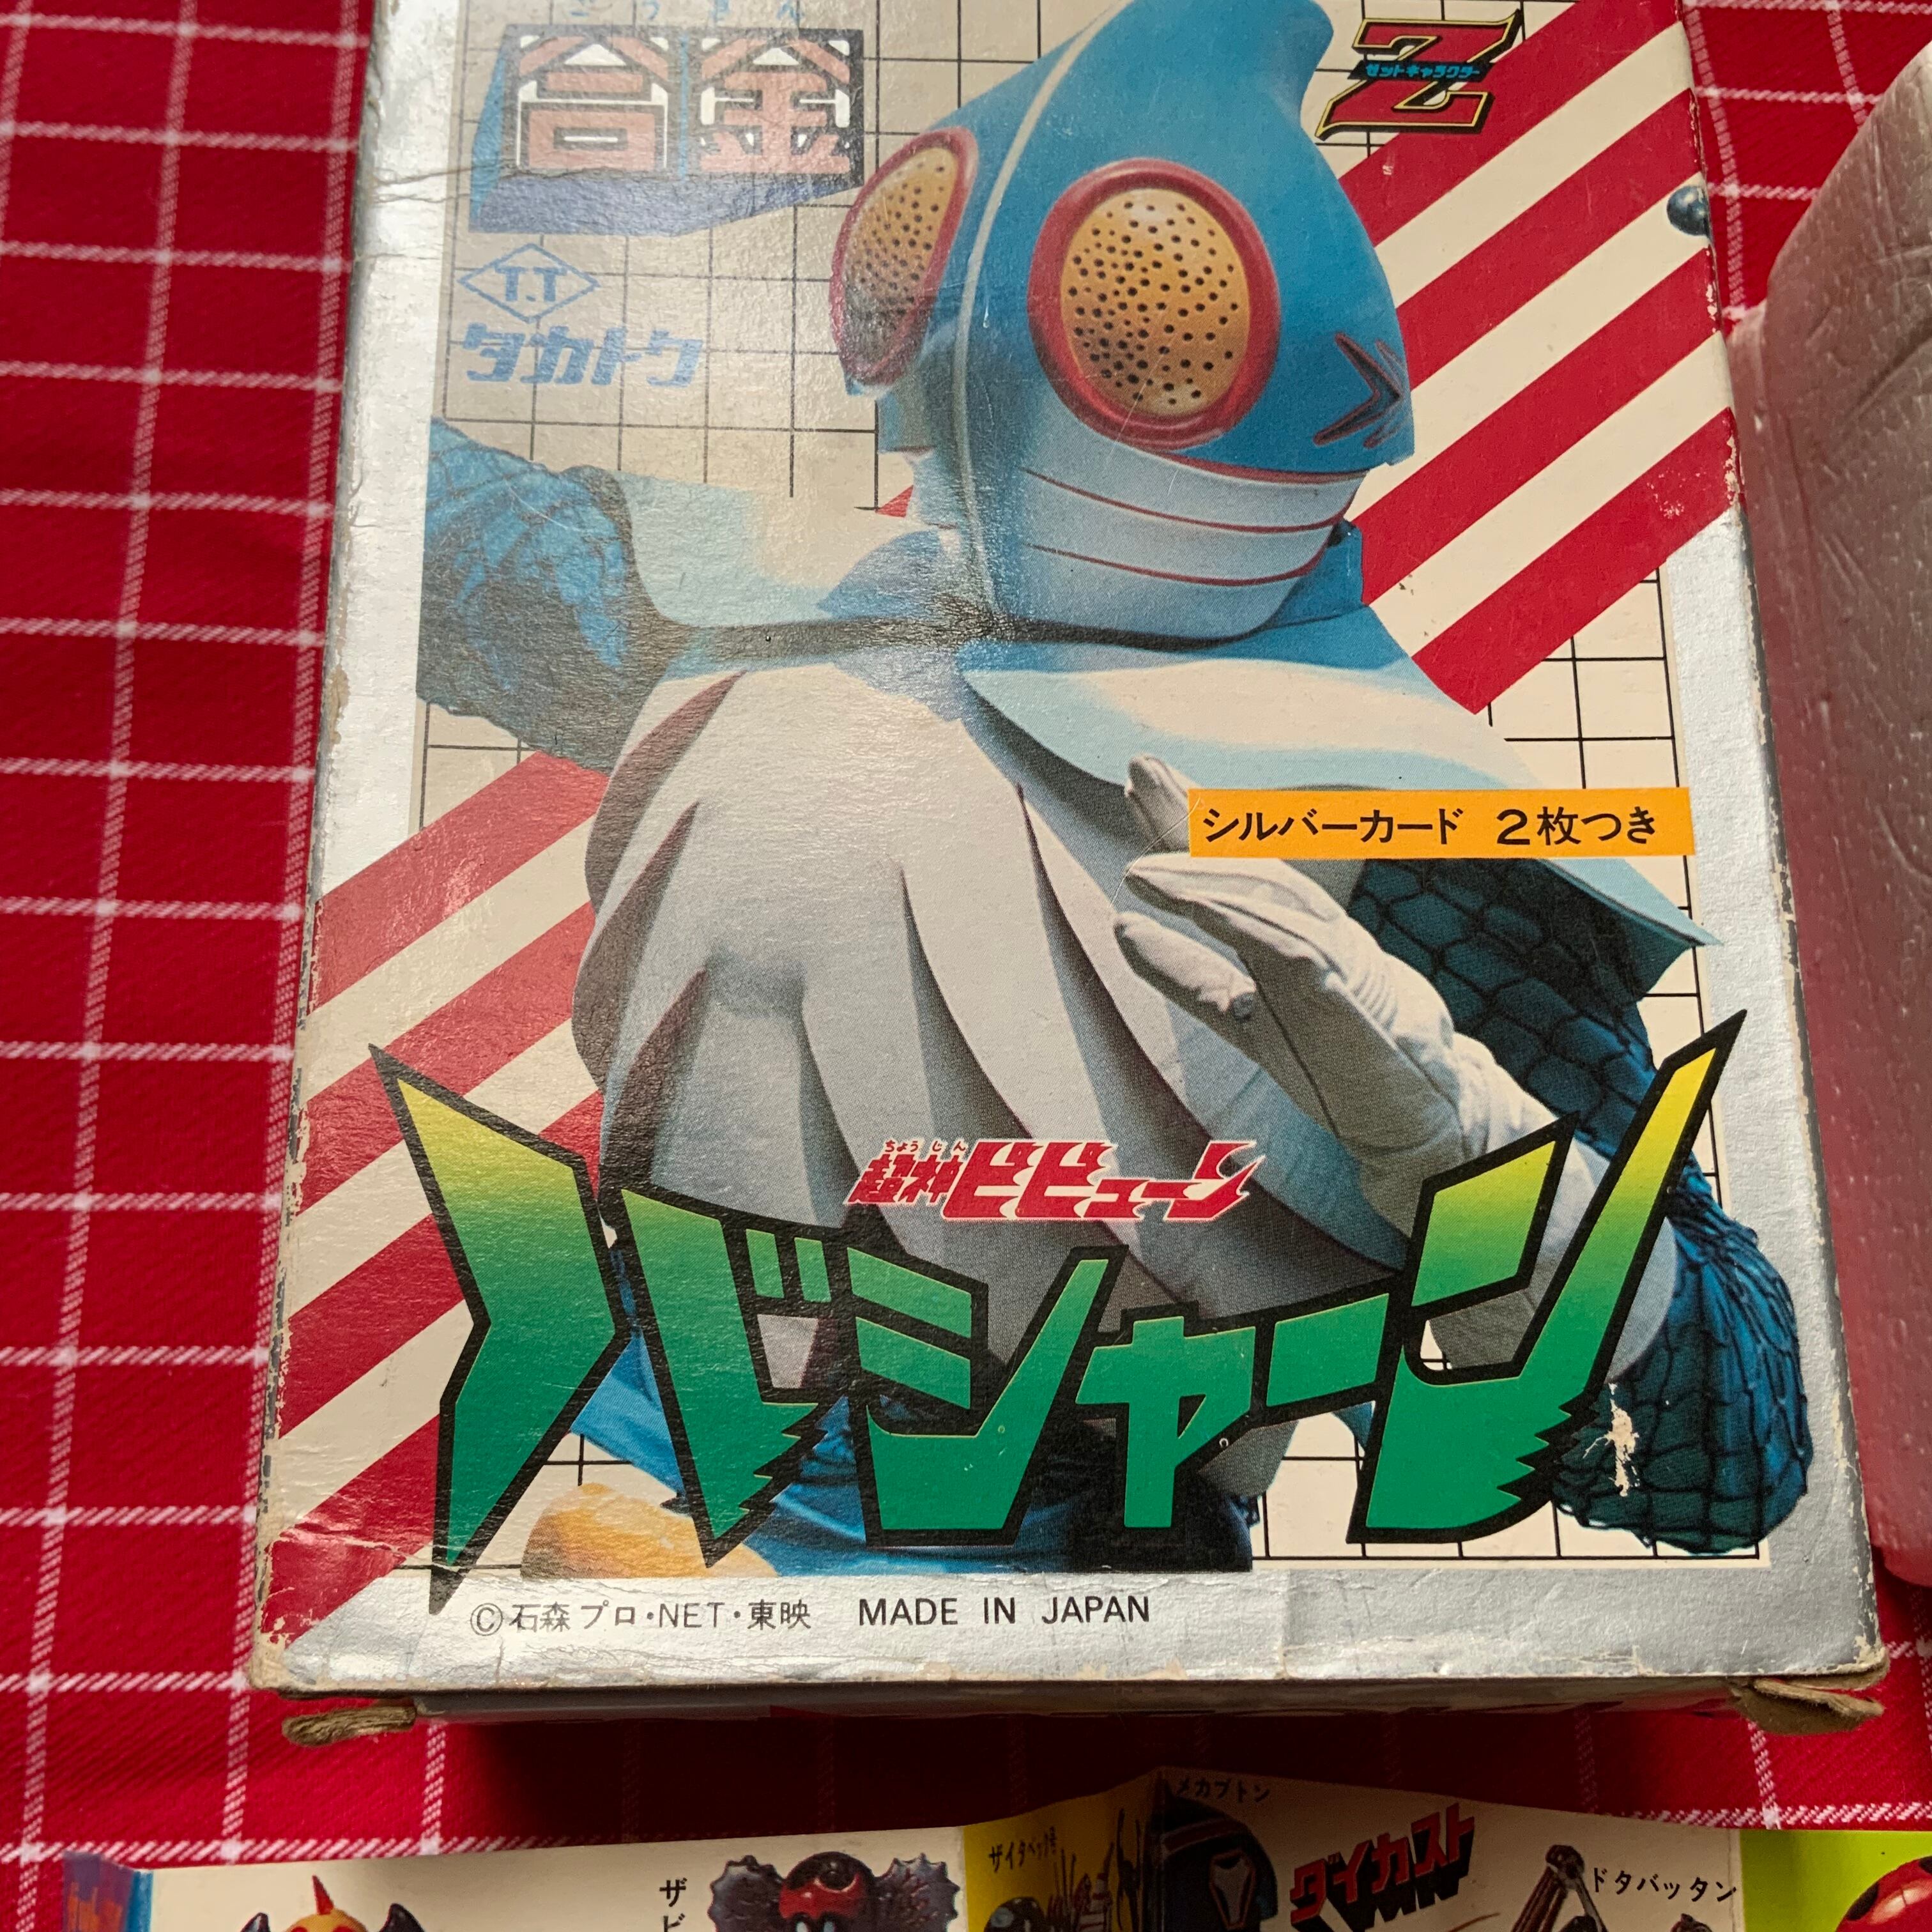 ごうきん
合金
Z
ゼットキャラクター
T.T
タカトク
シルバーカード 2枚つき
ちょうじん
超神ビビューン
バシャーン
©石森プロ・NET・東映 MADE IN JAPAN
メカブトン
ザイタベック号
ダイカスト
ドタバッタン
ザビ